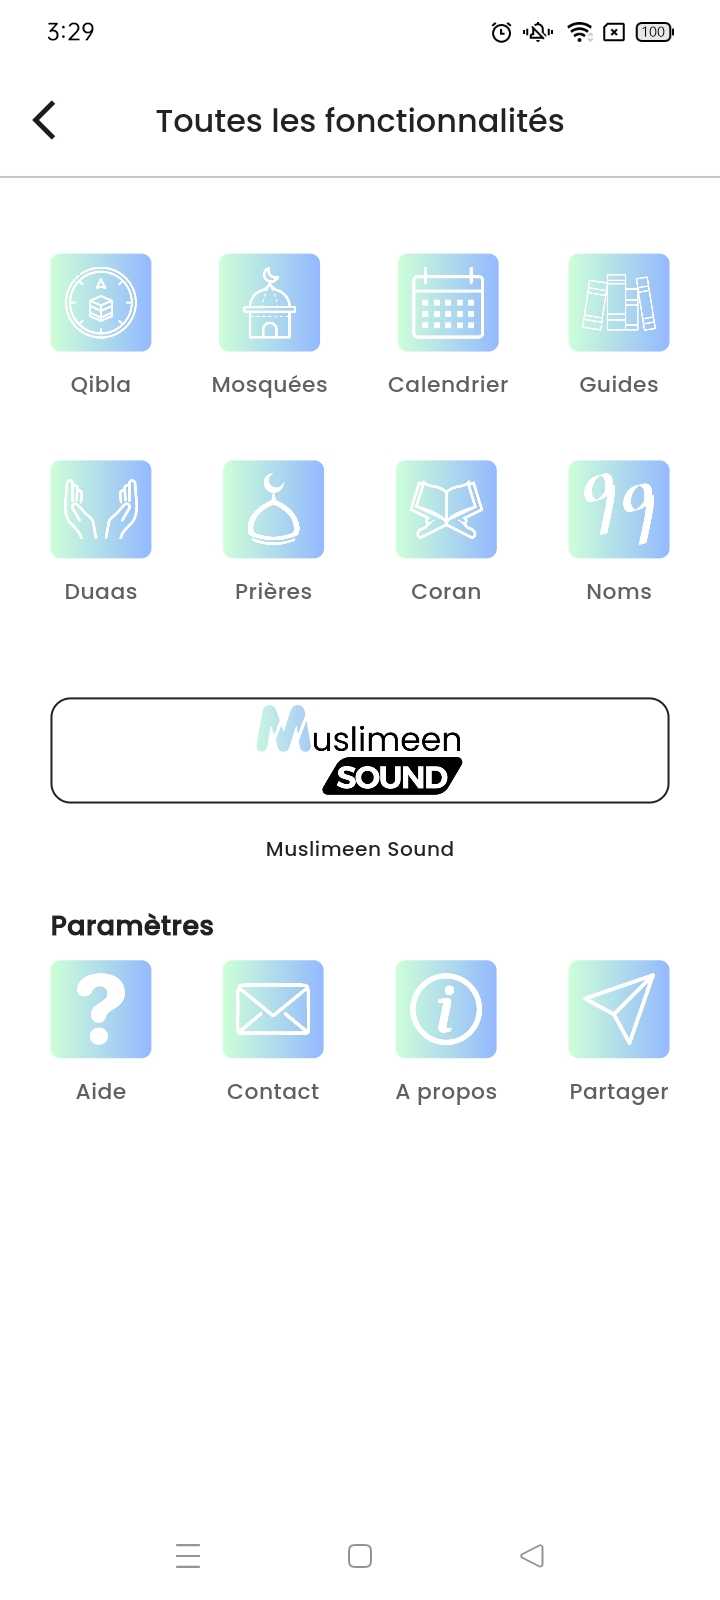 3:29
100
Toutes les fonctionnalités
Qibla Mosquées Calendrier Guides
99
Duaas Prières Coran Noms
Muslimeen
SOUND
Muslimeen Sound
Paramètres
? i
Aide Contact A propos Partager